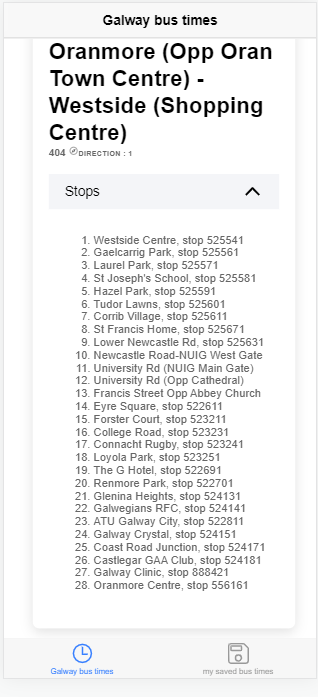 Galway bus times
Oranmore (Opp Oran
Town Centre) -
Westside (Shopping
Centre)
404 DIRECTION : 1
Stops
1. Westside Centre, stop 525541
2. Gaelcarrig Park, stop 525561
3. Laurel Park, stop 525571
4. St Joseph's School, stop 525581
5. Hazel Park, stop 525591
6. Tudor Lawns, stop 525601
7. Corrib Village, stop 525611
8. St Francis Home, stop 525671
9. Lower Newcastle Rd, stop 525631
10. Newcastle Road-NUIG West Gate
11. University Rd (NUIG Main Gate)
12. University Rd (Opp Cathedral)
13. Francis Street Opp Abbey Church
14. Eyre Square, stop 522611
15. Forster Court, stop 523211
16. College Road, stop 523231
17. Connacht Rugby, stop 523241
18. Loyola Park, stop 523251
19. The G Hotel, stop 522691
20. Renmore Park, stop 522701
21. Glenina Heights, stop 524131
22. Galwegians RFC, stop 524141
23. ATU Galway City, stop 522811
24. Galway Crystal, stop 524151
25. Coast Road Junction, stop 524171
26. Castlegar GAA Club, stop 524181
27. Galway Clinic, stop 888421
28. Oranmore Centre, stop 556161
Galway bus times
my saved bus times